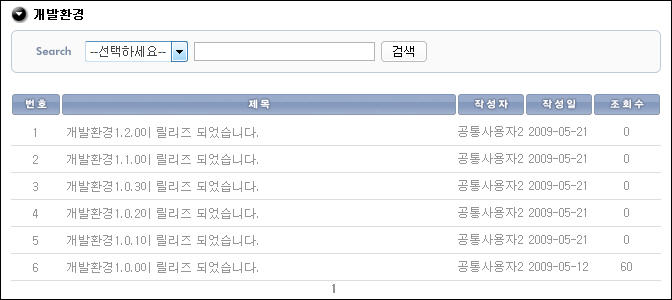 개발환경
Search --선택하세요-- 검색
번호 제목 작성자 작성일 조회수
1 개발환경1.2.0이 릴리즈 되었습니다. 공통사용자2 2009-05-21 0
2 개발환경1.1.0이 릴리즈 되었습니다. 공통사용자2 2009-05-21 0
3 개발환경1.0.3이 릴리즈 되었습니다. 공통사용자2 2009-05-21 0
4 개발환경1.0.2이 릴리즈 되었습니다. 공통사용자2 2009-05-21 0
5 개발환경1.0.1이 릴리즈 되었습니다. 공통사용자2 2009-05-21 0
6 개발환경1.0.0이 릴리즈 되었습니다. 공통사용자2 2009-05-12 60
1